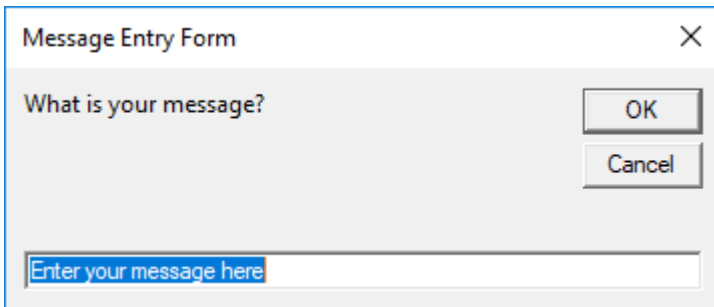 Message Entry Form
What is your message?
OK
Cancel
Enter your message here